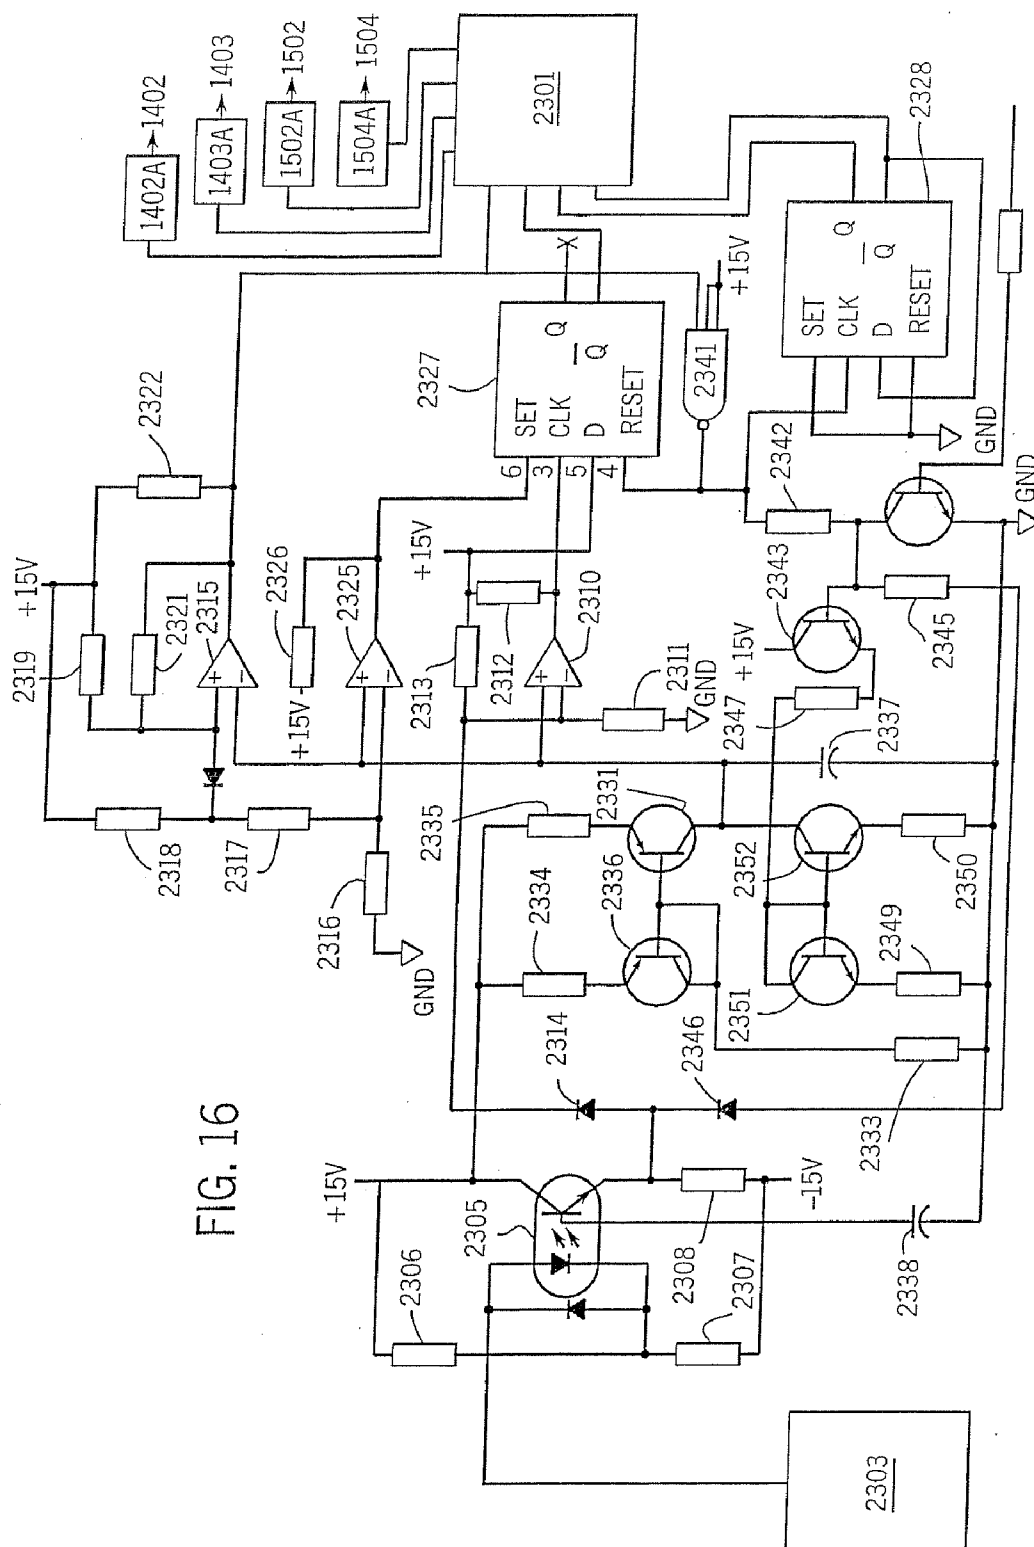 FIG. 16
+15V
2306
2305
2307
2308
-15V
2303
2338
2314
2346
2333
2334
2336
2335
2331
2351
2352
2349
2350
2337
2347
+15V
2343
2345
2342
GND
+15V
2319
2321
2315
2322
2318
2317
2316
GND
+15V
2326
2325
+15V
2313
2312
2310
2311
GND
+
−
+
−
+
−
2327
6
3
5
4
SET
CLK
D
RESET
Q
Q
X
2341
+15V
SET
CLK
D
RESET
Q
Q
2328
GND
2301
1402A
1402
1403A
1403
1502A
1502
1504A
1504